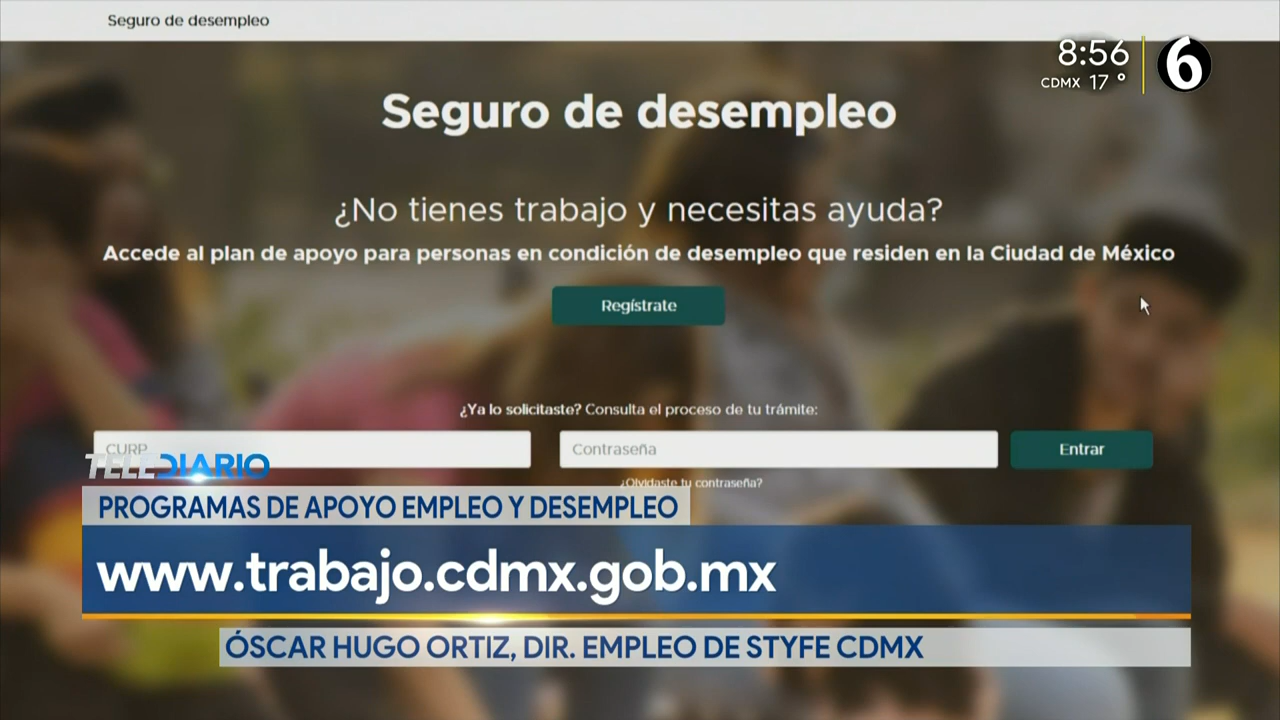 Seguro de desempleo
8:56
CDMX 17 °
6
Seguro de desempleo
¿No tienes trabajo y necesitas ayuda?
Accede al plan de apoyo para personas en condición de desempleo que residen en la Ciudad de México
Regístrate
¿Ya lo solicitaste? Consulta el proceso de tu trámite:
CURP
Contraseña
Entrar
¿Olvidaste tu contraseña?
TELEDIARIO
PROGRAMAS DE APOYO EMPLEO Y DESEMPLEO
www.trabajo.cdmx.gob.mx
ÓSCAR HUGO ORTIZ, DIR. EMPLEO DE STYFE CDMX